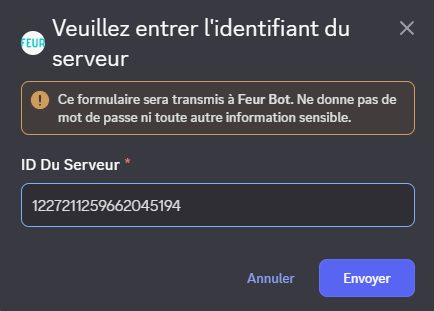 FEUR
Veuillez entrer l'identifiant du
serveur
Ce formulaire sera transmis à Feur Bot. Ne donne pas de
mot de passe ni toute autre information sensible.
ID Du Serveur *
1227211259662045194
Annuler
Envoyer